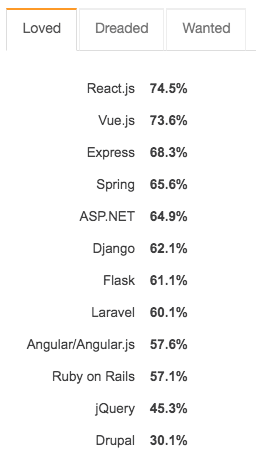 Loved Dreaded Wanted
React.js 74.5%
Vue.js 73.6%
Express 68.3%
Spring 65.6%
ASP.NET 64.9%
Django 62.1%
Flask 61.1%
Laravel 60.1%
Angular/Angular.js 57.6%
Ruby on Rails 57.1%
jQuery 45.3%
Drupal 30.1%